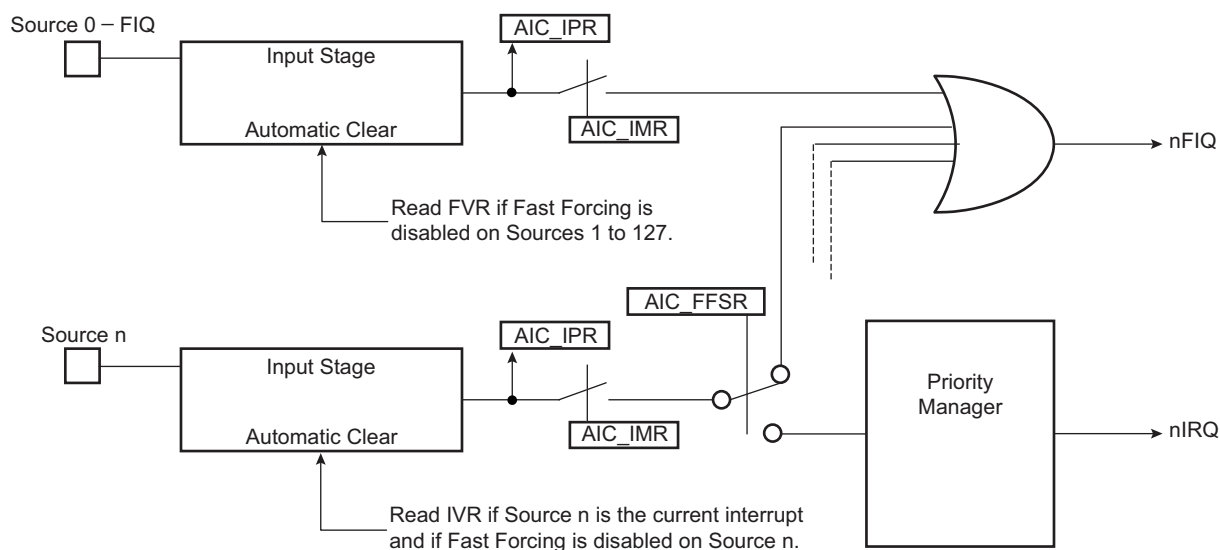 Source 0 – FIQ
AIC_IPR
Input Stage
Automatic Clear
AIC_IMR
nFIQ
Read FVR if Fast Forcing is
disabled on Sources 1 to 127.
AIC_FFSR
Source n
AIC_IPR
Input Stage
Priority
Manager
Automatic Clear
AIC_IMR
nIRQ
Read IVR if Source n is the current interrupt
and if Fast Forcing is disabled on Source n.